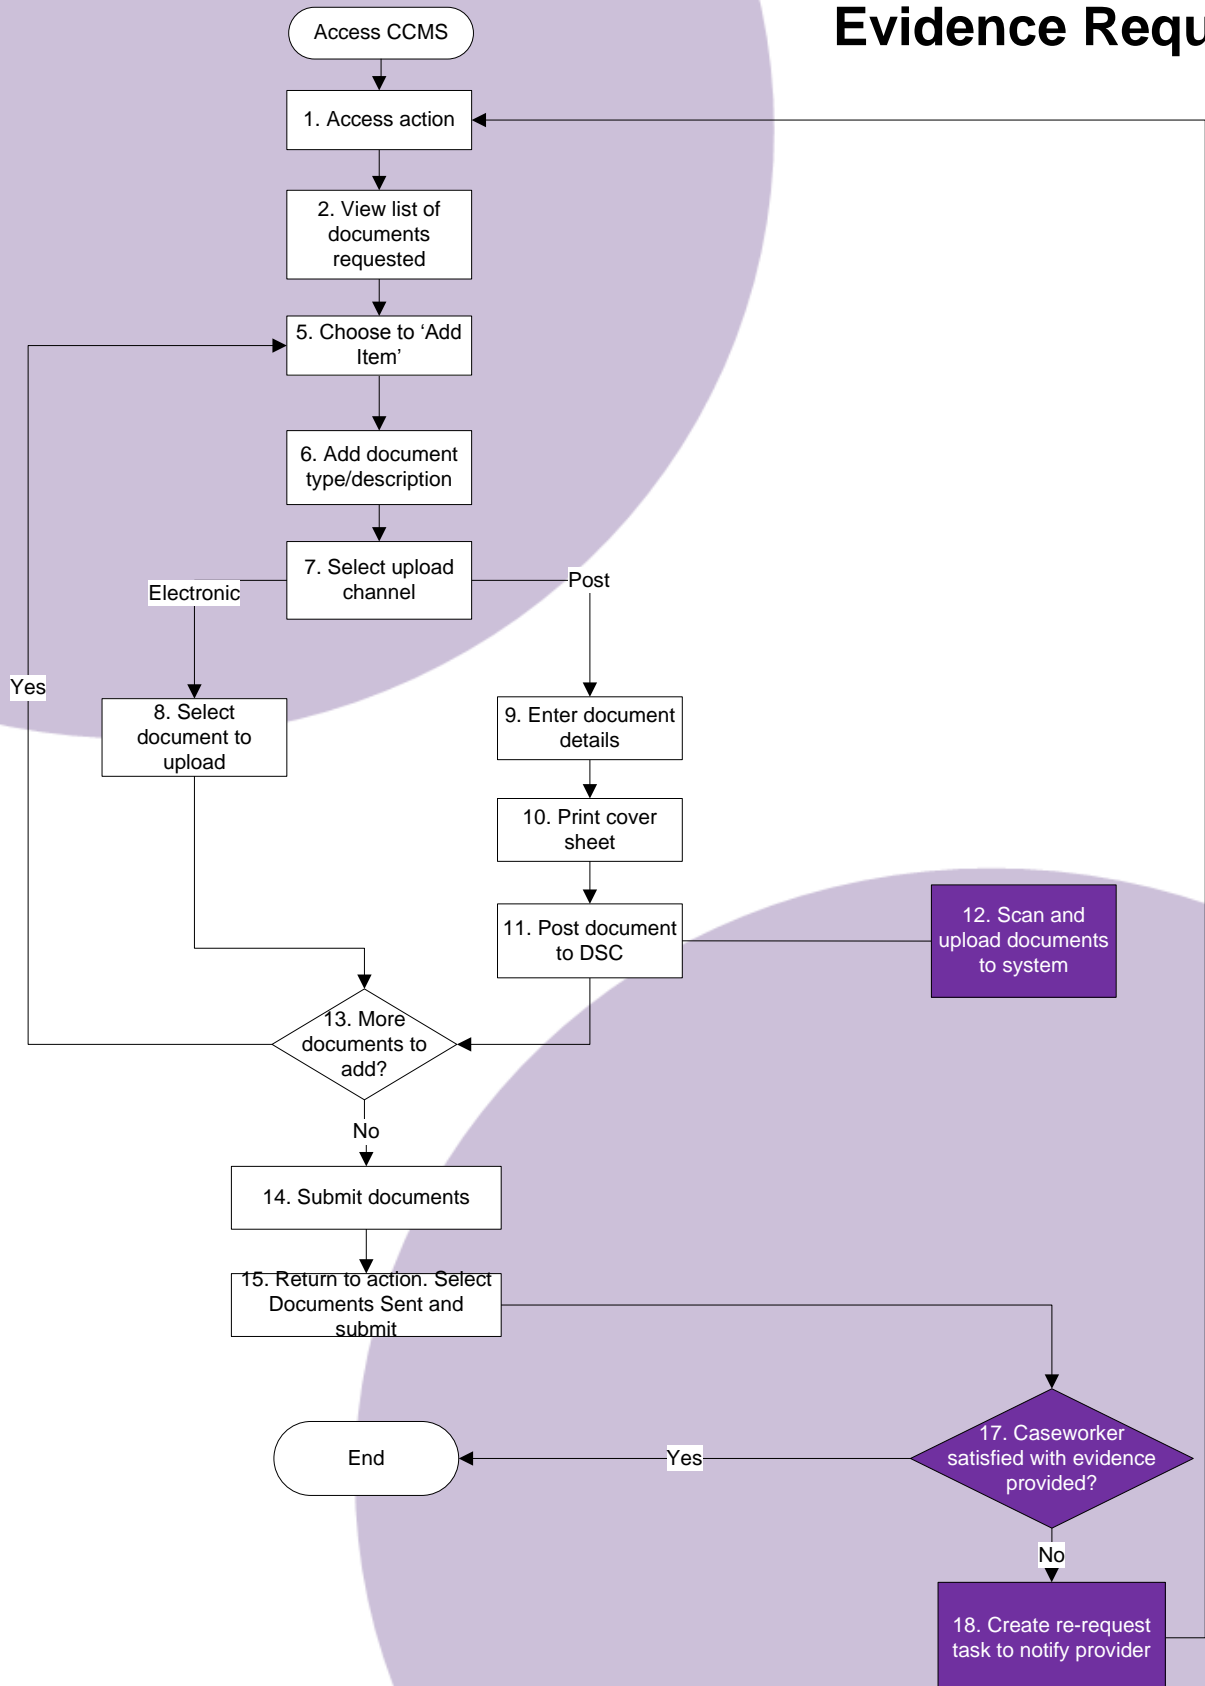 Evidence Requ
Access CCMS
1. Access action
2. View list of
documents
requested
5. Choose to ‘Add
Item’
6. Add document
type/description
7. Select upload
channel
Electronic
Post
Yes
8. Select
document to
upload
9. Enter document
details
10. Print cover
sheet
11. Post document
to DSC
12. Scan and
upload documents
to system
13. More
documents to
add?
No
14. Submit documents
15. Return to action. Select
Documents Sent and
submit
17. Caseworker
satisfied with evidence
provided?
Yes
End
No
18. Create re-request
task to notify provider